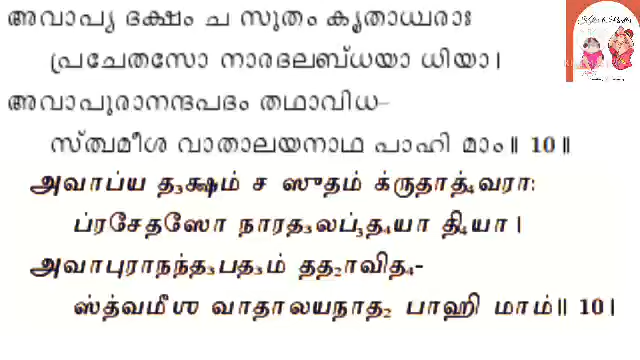 അവാപ്യ ദക്ഷം ച സുതം കൃതാധ്വരാഃ
പ്രചേതസോ നാരദലബ്ധയാ ധിയാ।
അവാപുരാനന്ദപദം തഥാവിധ–
സ്ത്വമീശ വാതാലയനാഥ പാഹി മാം॥ 10॥
அவாப்ய த₃க்ஷம் ச ஸுதம் க்ருதாத்₄வரா:
ப்ரசேதஸோ நாரத₃லப்₃த₄யா தி₄யா ।
அவாபுராநந்த₃பத₃ம் தத₂ாவித₄-
ஸ்த்வமீஶ வாதாலயநாத₂ பாஹி மாம்॥ 10।